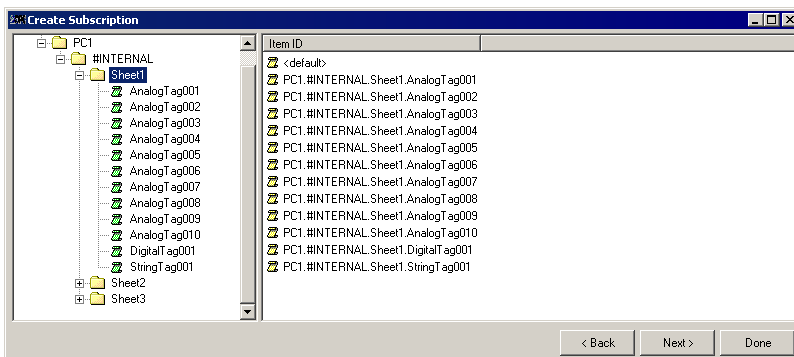 Create Subscription
PC1
#INTERNAL
Sheet1
AnalogTag001
AnalogTag002
AnalogTag003
AnalogTag004
AnalogTag005
AnalogTag006
AnalogTag007
AnalogTag008
AnalogTag009
AnalogTag010
DigitalTag001
StringTag001
Sheet2
Sheet3
Item ID
<default>
PC1.#INTERNAL.Sheet1.AnalogTag001
PC1.#INTERNAL.Sheet1.AnalogTag002
PC1.#INTERNAL.Sheet1.AnalogTag003
PC1.#INTERNAL.Sheet1.AnalogTag004
PC1.#INTERNAL.Sheet1.AnalogTag005
PC1.#INTERNAL.Sheet1.AnalogTag006
PC1.#INTERNAL.Sheet1.AnalogTag007
PC1.#INTERNAL.Sheet1.AnalogTag008
PC1.#INTERNAL.Sheet1.AnalogTag009
PC1.#INTERNAL.Sheet1.AnalogTag010
PC1.#INTERNAL.Sheet1.DigitalTag001
PC1.#INTERNAL.Sheet1.StringTag001
< Back Next > Done